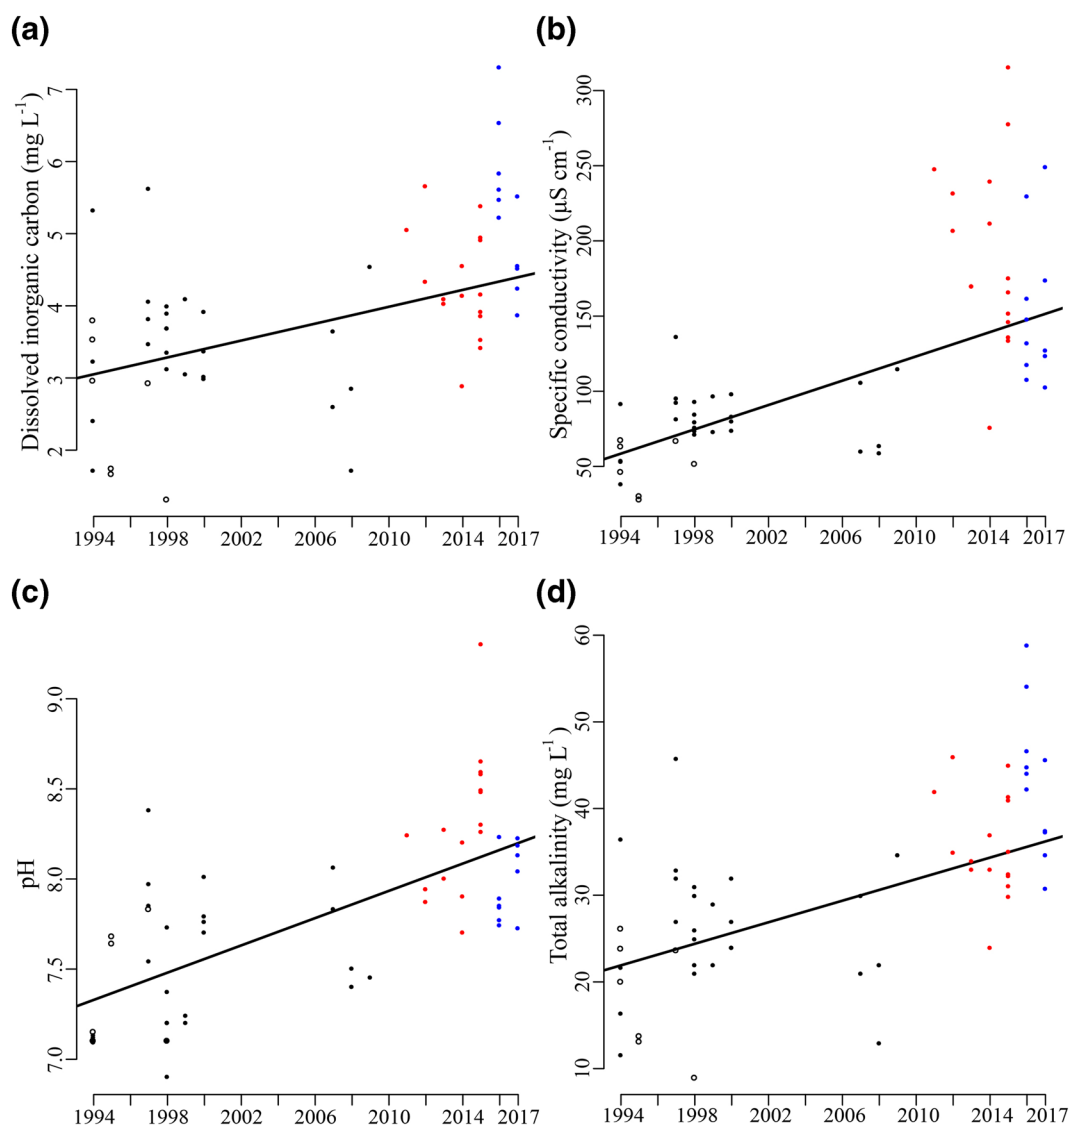 (a)
Dissolved inorganic carbon (mg L⁻¹)
7
6
5
4
3
2
1994 1998 2002 2006 2010 2014 2017
(b)
Specific conductivity (µS cm⁻¹)
300
250
200
150
100
50
1994 1998 2002 2006 2010 2014 2017
(c)
pH
9.0
8.5
8.0
7.5
7.0
1994 1998 2002 2006 2010 2014 2017
(d)
Total alkalinity (mg L⁻¹)
60
50
40
30
20
10
1994 1998 2002 2006 2010 2014 2017